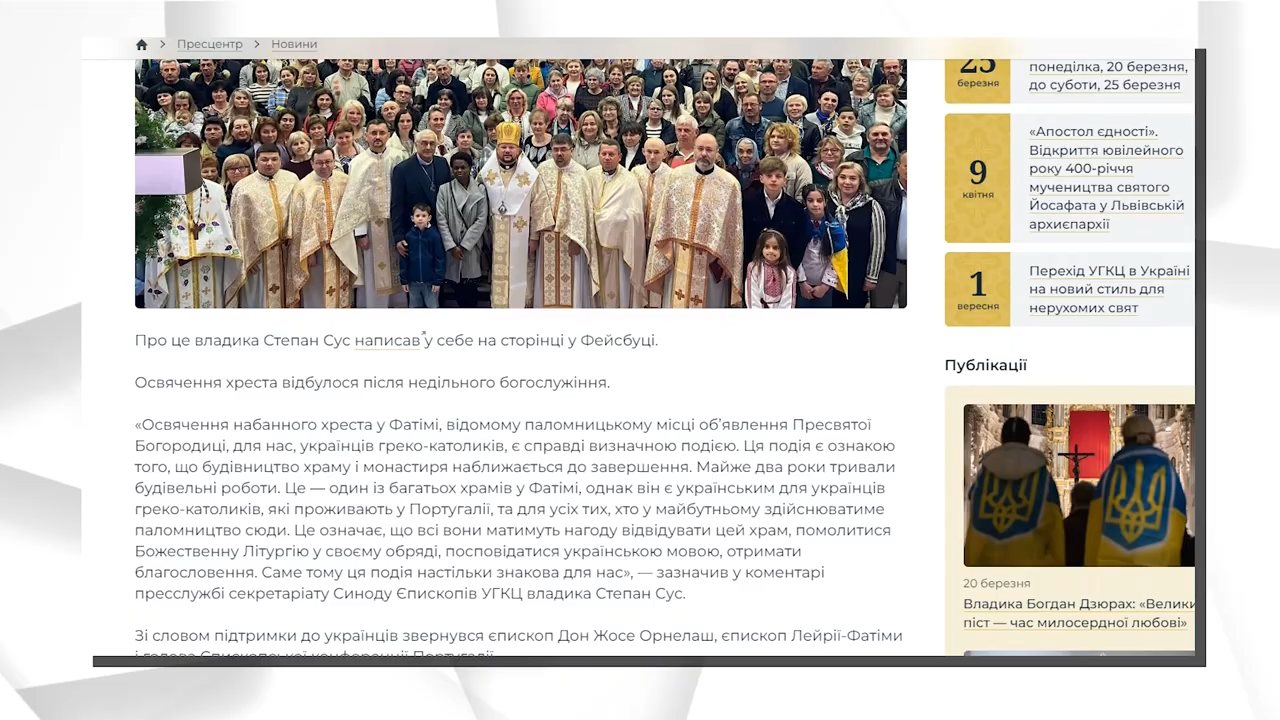 Пресцентр
Новини
Про це владика Степан Сус написав у себе на сторінці у Фейсбуці.
Освячення хреста відбулося після недільного богослужіння.
«Освячення набанного хреста у Фатімі, відомому паломницькому місці об’явлення Пресвятої
Богородиці, для нас, українців греко-католиків, є справді визначною подією. Ця подія є ознакою
того, що будівництво храму і монастиря наближається до завершення. Майже два роки тривали
будівельні роботи. Це — один із багатьох храмів у Фатімі, однак він є українським для українців
греко-католиків, які проживають у Португалії, та для усіх тих, хто у майбутньому здійснюватиме
паломництво сюди. Це означає, що всі вони матимуть нагоду відвідувати цей храм, помолитися
Божественну Літургію у своєму обряді, посповідатися українською мовою, отримати
благословення. Саме тому ця подія настільки знакова для нас», — зазначив у коментарі
пресслужбі секретаріату Синоду Єпископів УГКЦ владика Степан Сус.
Зі словом підтримки до українців звернувся єпископ Дон Жосе Орнелаш, єпископ Лейрії-Фатіми
і голова Єпископської конференції Португалії
25
березня
понеділка, 20 березня,
до суботи, 25 березня
9
квітня
«Апостол єдності».
Відкриття ювілейного
року 400-річчя
мучеництва святого
Йосафата у Львівській
архиєпархії
1
вересня
Перехід УГКЦ в Україні
на новий стиль для
нерухомих свят
Публікації
20 березня
Владика Богдан Дзюрах: «Велики
піст — час милосердної любові»